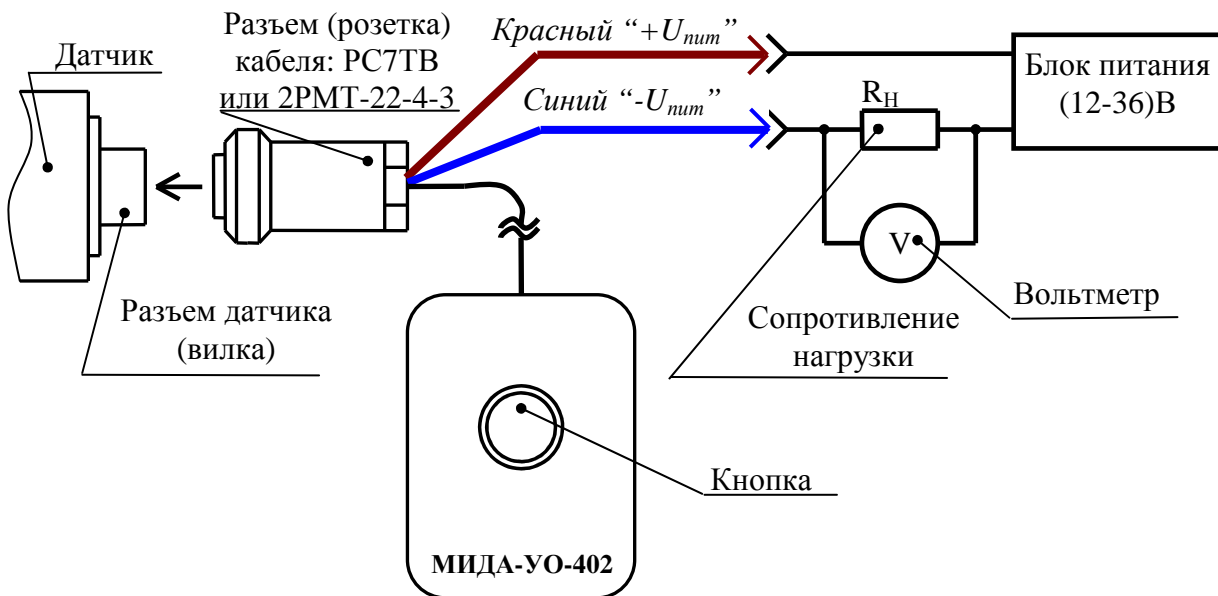 Датчик
Разъем (розетка)
кабеля: РС7ТВ
или 2РМТ-22-4-3
Красный “+Uпит”
Синий “-Uпит”
Блок питания
(12-36)В
RН
V
Вольтметр
Сопротивление
нагрузки
Разъем датчика
(вилка)
Кнопка
МИДА-УО-402